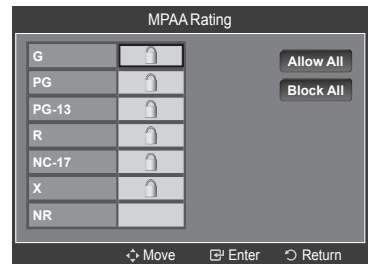 MPAA Rating
G
PG
PG-13
R
NC-17
X
NR
Allow All
Block All
Move Enter Return